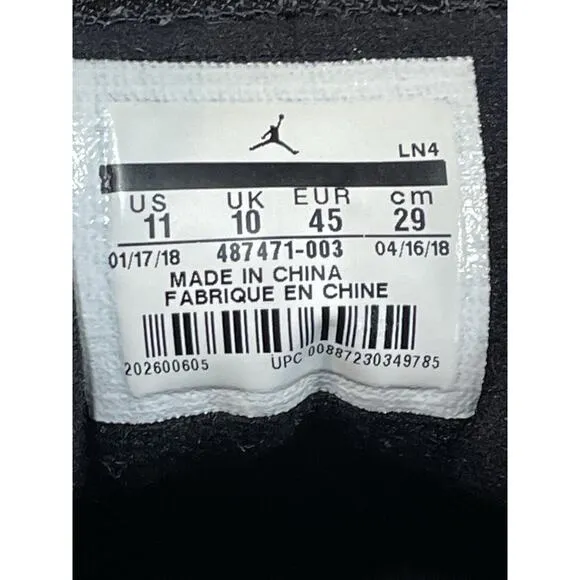 LN4
US UK EUR cm
11 10 45 29
01/17/18 487471-003 04/16/18
MADE IN CHINA
FABRIQUE EN CHINE
202600605 UPC 00887230349785